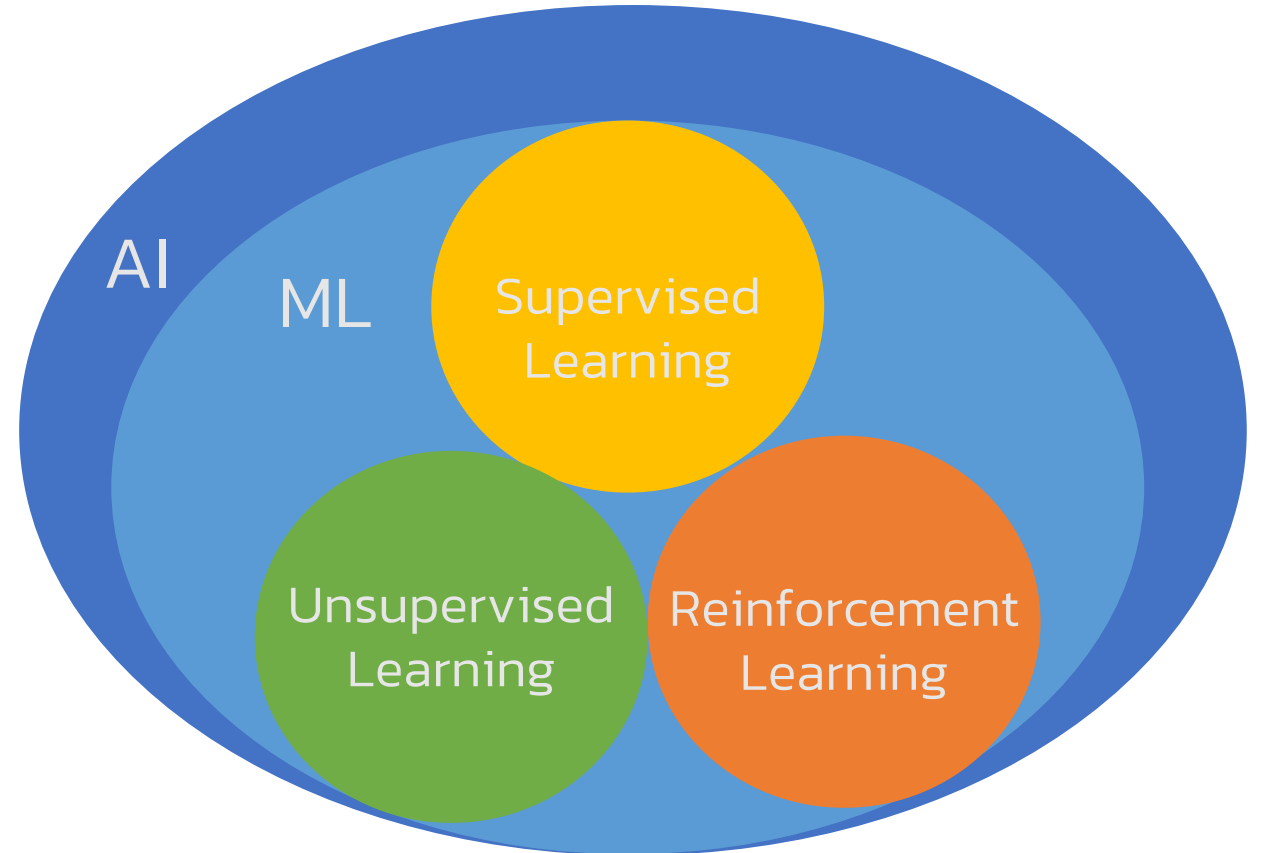 AI
ML
Supervised
Learning
Unsupervised
Learning
Reinforcement
Learning